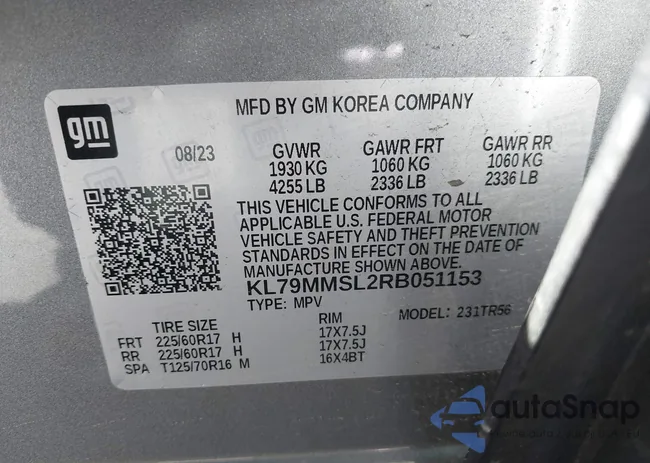 gm
MFD BY GM KOREA COMPANY
08/23
GVWR GAWR FRT GAWR RR
1930 KG 1060 KG 1060 KG
4255 LB 2336 LB 2336 LB
THIS VEHICLE CONFORMS TO ALL
APPLICABLE U.S. FEDERAL MOTOR
VEHICLE SAFETY AND THEFT PREVENTION
STANDARDS IN EFFECT ON THE DATE OF
MANUFACTURE SHOWN ABOVE.
KL79MMSL2RB051153
TYPE: MPV MODEL: 231TR56
TIRE SIZE RIM
FRT 225/60R17 H 17X7.5J
RR 225/60R17 H 17X7.5J
SPA T125/70R16 M 16X4BT
autoSnap